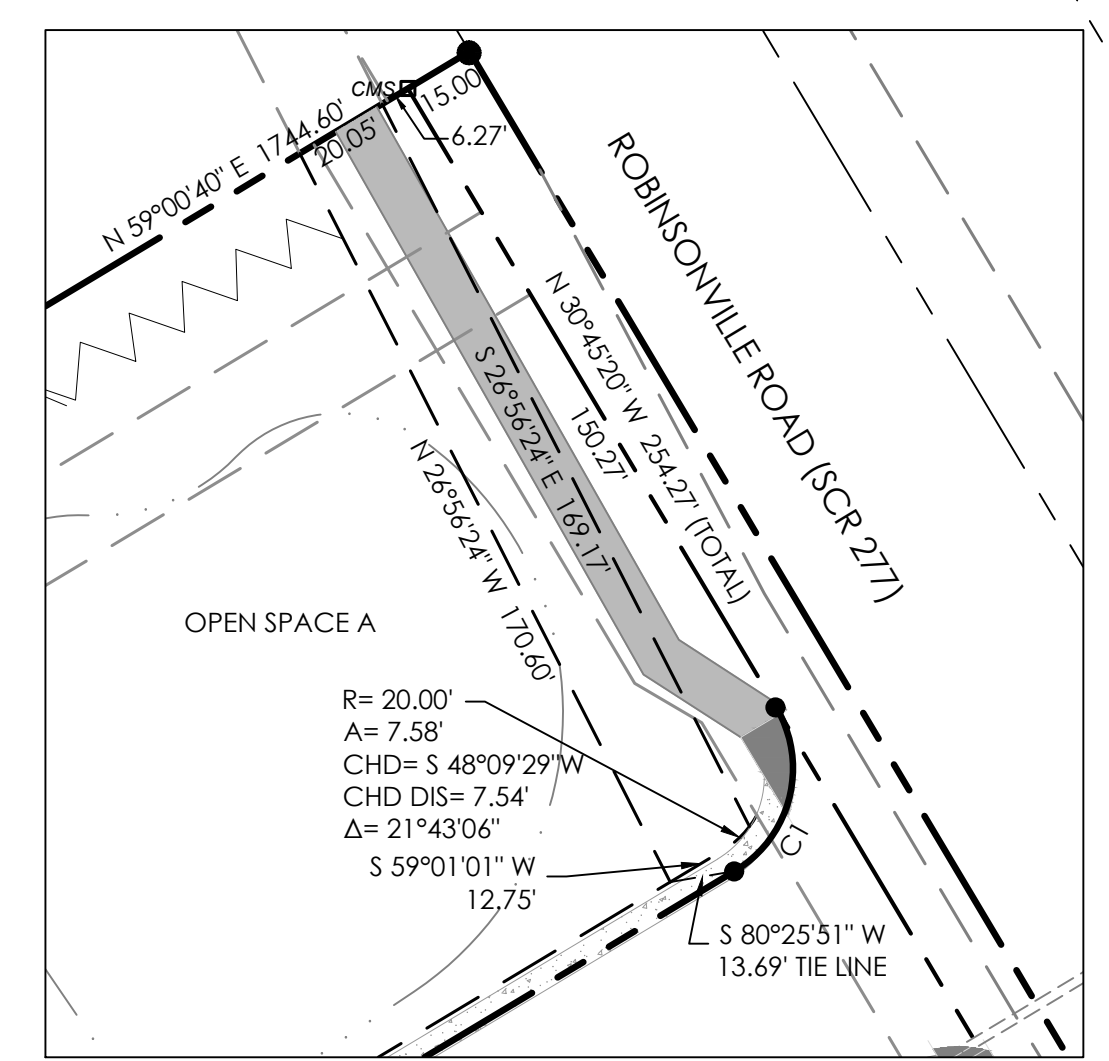 CMS
15.00'
6.27'
N 59°00'40" E 1744.60'
20.05'
ROBINSONVILLE ROAD (SCR 277)
N 30°45'20" W 254.27' (TOTAL)
150.27'
S 26°56'24" E 169.17'
N 26°56'24" W 170.60'
OPEN SPACE A
R= 20.00'
A= 7.58'
CHD= S 48°09'29"W
CHD DIS= 7.54'
Δ= 21°43'06"
S 59°01'01" W
12.75'
C1
S 80°25'51" W
13.69' TIE LINE